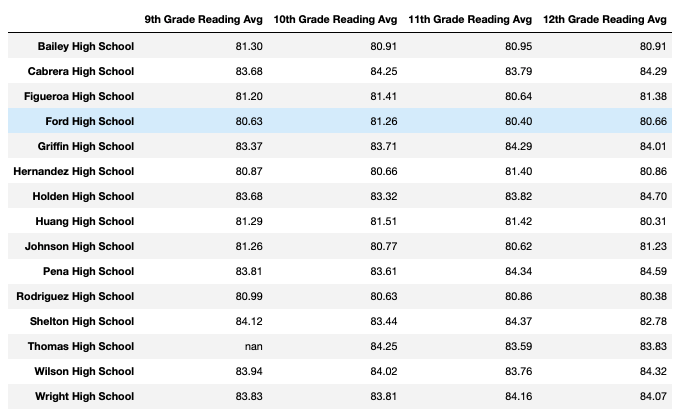 9th Grade Reading Avg 10th Grade Reading Avg 11th Grade Reading Avg 12th Grade Reading Avg
Bailey High School 81.30 80.91 80.95 80.91
Cabrera High School 83.68 84.25 83.79 84.29
Figueroa High School 81.20 81.41 80.64 81.38
Ford High School 80.63 81.26 80.40 80.66
Griffin High School 83.37 83.71 84.29 84.01
Hernandez High School 80.87 80.66 81.40 80.86
Holden High School 83.68 83.32 83.82 84.70
Huang High School 81.29 81.51 81.42 80.31
Johnson High School 81.26 80.77 80.62 81.23
Pena High School 83.81 83.61 84.34 84.59
Rodriguez High School 80.99 80.63 80.86 80.38
Shelton High School 84.12 83.44 84.37 82.78
Thomas High School nan 84.25 83.59 83.83
Wilson High School 83.94 84.02 83.76 84.32
Wright High School 83.83 83.81 84.16 84.07